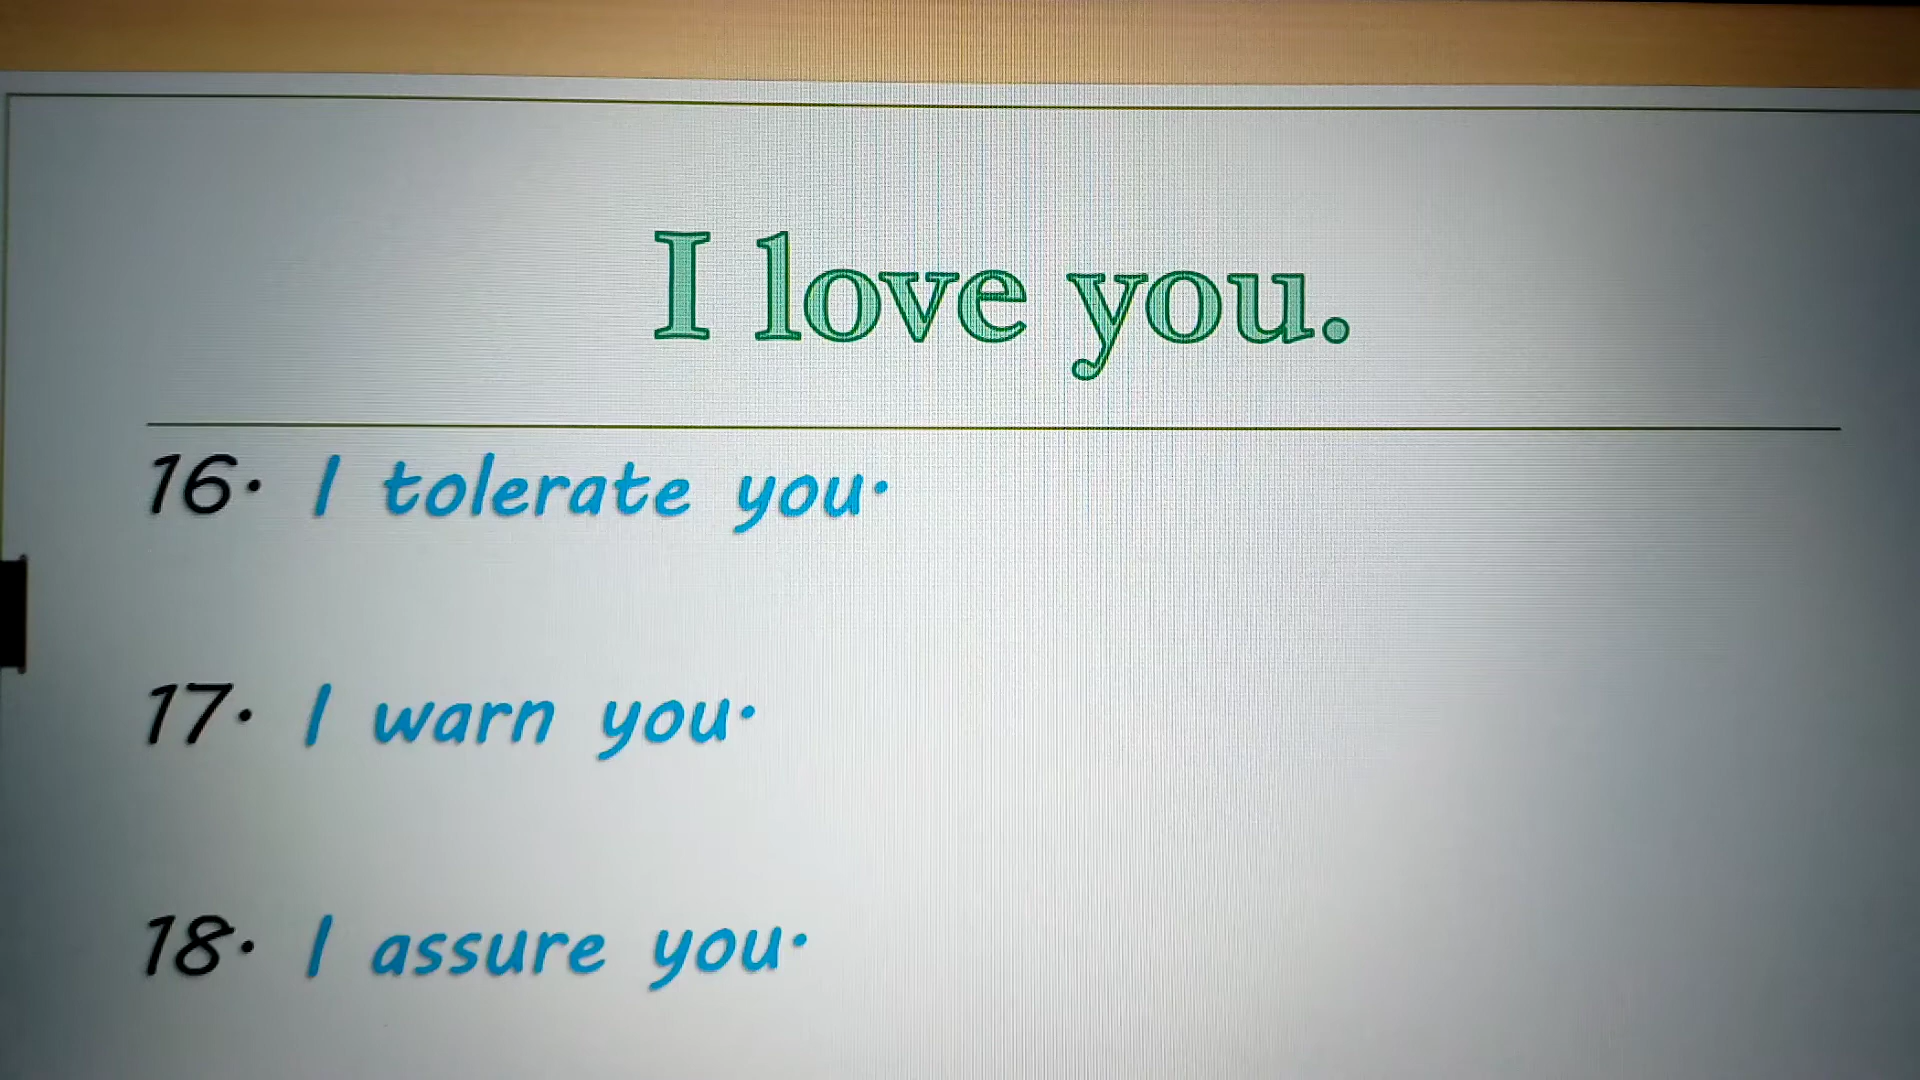 I love you.
16. I tolerate you.
17. I warn you.
18. I assure you.